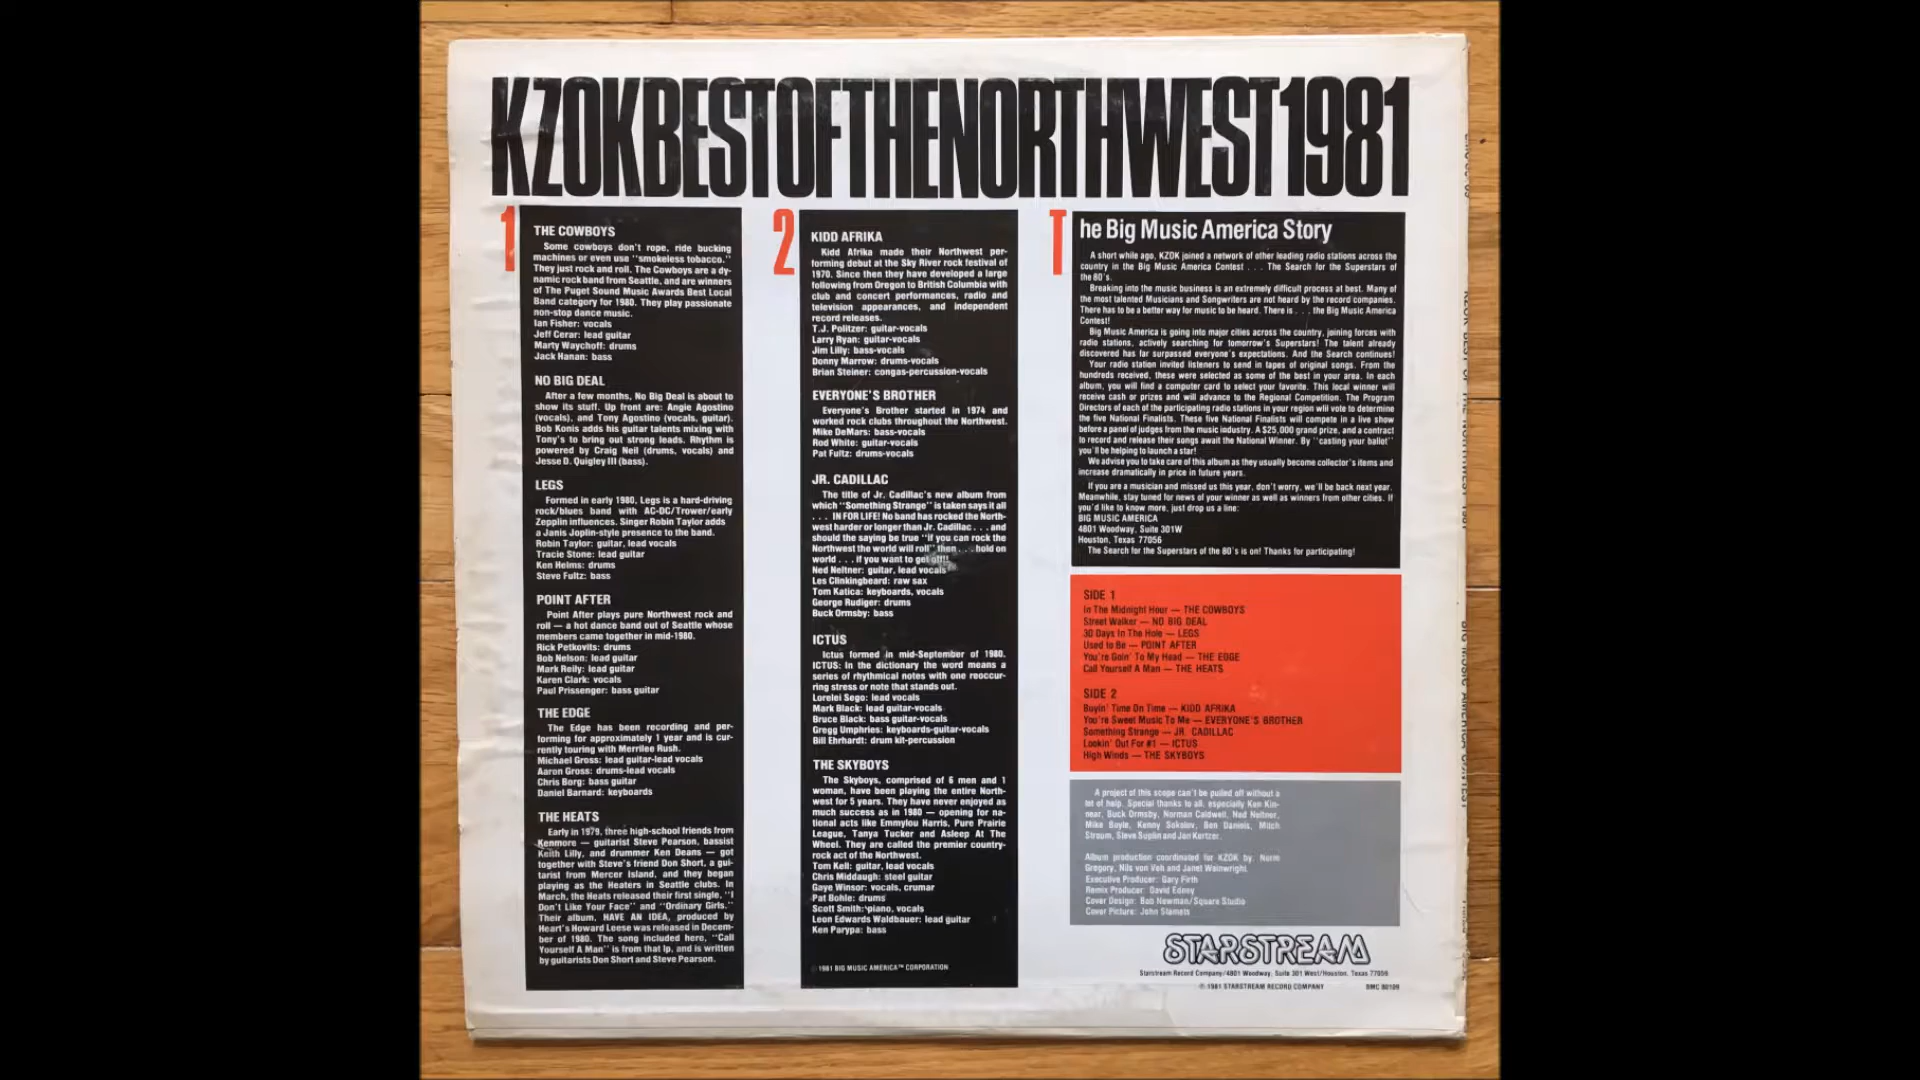 KZOKBESTOFTHENORTHWEST1981
1
THE COWBOYS
Some cowboys don't rope, ride bucking
machines or even use "smokeless tobacco."
They just rock and roll. The Cowboys are a dy-
namic rock band from Seattle, and are winners
of The Puget Sound Music Awards Best Local
Band category for 1980. They play passionate
non-stop dance music.
Ian Fisher: vocals
Jeff Cerar: lead guitar
Marty Waychoff: drums
Jack Hanan: bass
NO BIG DEAL
After a few months, No Big Deal is about to
show its stuff. Up front are: Angie Agostino
(vocals), and Tony Agostino (vocals, guitar).
Bob Konis adds his guitar talents mixing with
Tony's to bring out strong leads. Rhythm is
powered by Craig Neil (drums, vocals) and
Jesse D. Quigley III (bass).
LEGS
Formed in early 1980, Legs is a hard-driving
rock/blues band with AC-DC/Trower/early
Zepplin influences. Singer Robin Taylor adds
a Janis Joplin-style presence to the band.
Robin Taylor: guitar, lead vocals
Tracie Stone: lead guitar
Ken Helms: drums
Steve Fultz: bass
POINT AFTER
Point After plays pure Northwest rock and
roll — a hot dance band out of Seattle whose
members came together in mid-1980.
Rick Petkovits: drums
Bob Nelson: lead guitar
Mark Reily: lead guitar
Karen Clark: vocals
Paul Prissenger: bass guitar
THE EDGE
The Edge has been recording and per-
forming for approximately 1 year and is cur-
rently touring with Merrilee Rush.
Michael Gross: lead guitar-lead vocals
Aaron Gross: drums-lead vocals
Chris Borg: bass guitar
Daniel Barnard: keyboards
THE HEATS
Early in 1979, three high-school friends from
Kenmore — guitarist Steve Pearson, bassist
Keith Lilly, and drummer Ken Deans — got
together with Steve's friend Don Short, a gui-
tarist from Mercer Island, and they began
playing as the Heaters in Seattle clubs. In
March, the Heats released their first single, "I
Don't Like Your Face" and "Ordinary Girls."
Their album, HAVE AN IDEA, produced by
Heart's Howard Leese was released in Decem-
ber of 1980. The song included here, "Call
Yourself A Man" is from that lp, and is written
by guitarists Don Short and Steve Pearson.
2
KIDD AFRIKA
Kidd Afrika made their Northwest per-
forming debut at the Sky River rock festival of
1970. Since then they have developed a large
following from Oregon to British Columbia with
club and concert performances, radio and
television appearances, and independent
record releases.
T.J. Politzer: guitar-vocals
Larry Ryan: guitar-vocals
Jim Lilly: bass-vocals
Donny Marrow: drums-vocals
Brian Steiner: congas-percussion-vocals
EVERYONE'S BROTHER
Everyone's Brother started in 1974 and
worked rock clubs throughout the Northwest.
Mike DeMars: bass-vocals
Rod White: guitar-vocals
Pat Fultz: drums-vocals
JR. CADILLAC
The title of Jr. Cadillac's new album from
which "Something Strange" is taken says it all
. . . IN FOR LIFE! No band has rocked the North-
west harder or longer than Jr. Cadillac . . . and
should the saying be true "if you can rock the
Northwest the world will roll" then . . . hold on
world . . . if you want to get off!!
Ned Neltner: guitar, lead vocals
Les Clinkingbeard: raw sax
Tom Katica: keyboards, vocals
George Rudiger: drums
Buck Ormsby: bass
ICTUS
Ictus formed in mid-September of 1980.
ICTUS: In the dictionary the word means a
series of rhythmical notes with one reoccur-
ring stress or note that stands out.
Lorelei Sego: lead vocals
Mark Black: lead guitar-vocals
Bruce Black: bass guitar-vocals
Gregg Umphries: keyboards-guitar-vocals
Bill Ehrhardt: drum kit-percussion
THE SKYBOYS
The Skyboys, comprised of 6 men and 1
woman, have been playing the entire North-
west for 5 years. They have never enjoyed as
much success as in 1980 — opening for na-
tional acts like Emmylou Harris, Pure Prairie
League, Tanya Tucker and Asleep At The
Wheel. They are called the premier country-
rock act of the Northwest.
Tom Kell: guitar, lead vocals
Chris Middaugh: steel guitar
Gaye Winsor: vocals, crumar
Pat Bohle: drums
Scott Smith: piano, vocals
Leon Edwards Waldbauer: lead guitar
Ken Parypa: bass
© 1981 BIG MUSIC AMERICA™ CORPORATION
The Big Music America Story
A short while ago, KZOK joined a network of other leading radio stations across the
country in the Big Music America Contest . . . The Search for the Superstars of
the 80's.
Breaking into the music business is an extremely difficult process at best. Many of
the most talented Musicians and Songwriters are not heard by the record companies.
There has to be a better way for music to be heard. There is . . . the Big Music America
Contest!
Big Music America is going into major cities across the country, joining forces with
radio stations, actively searching for tomorrow's Superstars! The talent already
discovered has far surpassed everyone's expectations. And the Search continues!
Your radio station invited listeners to send in tapes of original songs. From the
hundreds received, these were selected as some of the best in your area. In each
album, you will find a computer card to select your favorite. This local winner will
receive cash or prizes and will advance to the Regional Competition. The Program
Directors of each of the participating radio stations in your region will vote to determine
the five National Finalists. These five National Finalists will compete in a live show
before a panel of judges from the music industry. A $25,000 grand prize, and a contract
to record and release their songs await the National Winner. By "casting your ballot"
you'll be helping to launch a star!
We advise you to take care of this album as they usually become collector's items and
increase dramatically in price in future years.
If you are a musician and missed us this year, don't worry, we'll be back next year.
Meanwhile, stay tuned for news of your winner as well as winners from other cities. If
you'd like to know more, just drop us a line:
BIG MUSIC AMERICA
4801 Woodway, Suite 301W
Houston, Texas 77056
The Search for the Superstars of the 80's is on! Thanks for participating!
SIDE 1
In The Midnight Hour — THE COWBOYS
Street Walker — NO BIG DEAL
30 Days In The Hole — LEGS
Used to Be — POINT AFTER
You're Goin' To My Head — THE EDGE
Call Yourself A Man — THE HEATS
SIDE 2
Buyin' Time On Time — KIDD AFRIKA
You're Sweet Music To Me — EVERYONE'S BROTHER
Something Strange — JR. CADILLAC
Lookin' Out For #1 — ICTUS
High Winds — THE SKYBOYS
A project of this scope can't be pulled off without a
lot of help. Special thanks to all, especially Ken Kin-
near, Buck Ormsby, Norman Caldwell, Ned Neltner,
Mike Boyle, Kenny Sokolov, Ben Dannis, Mitch
Stroum, Steve Suplin and Jan Kertzer.
Album production coordinated for KZOK by: Norm
Gregory, Nils von Veh and Janet Wainwright.
Executive Producer: Gary Firth
Remix Producer: David Edney
Cover Design: Bob Newman/Square Studio
Cover Picture: John Stamets
STARSTREAM
Starstream Record Company/4801 Woodway, Suite 301 West/Houston, Texas 77056
℗ 1981 STARSTREAM RECORD COMPANY
BMC 80109